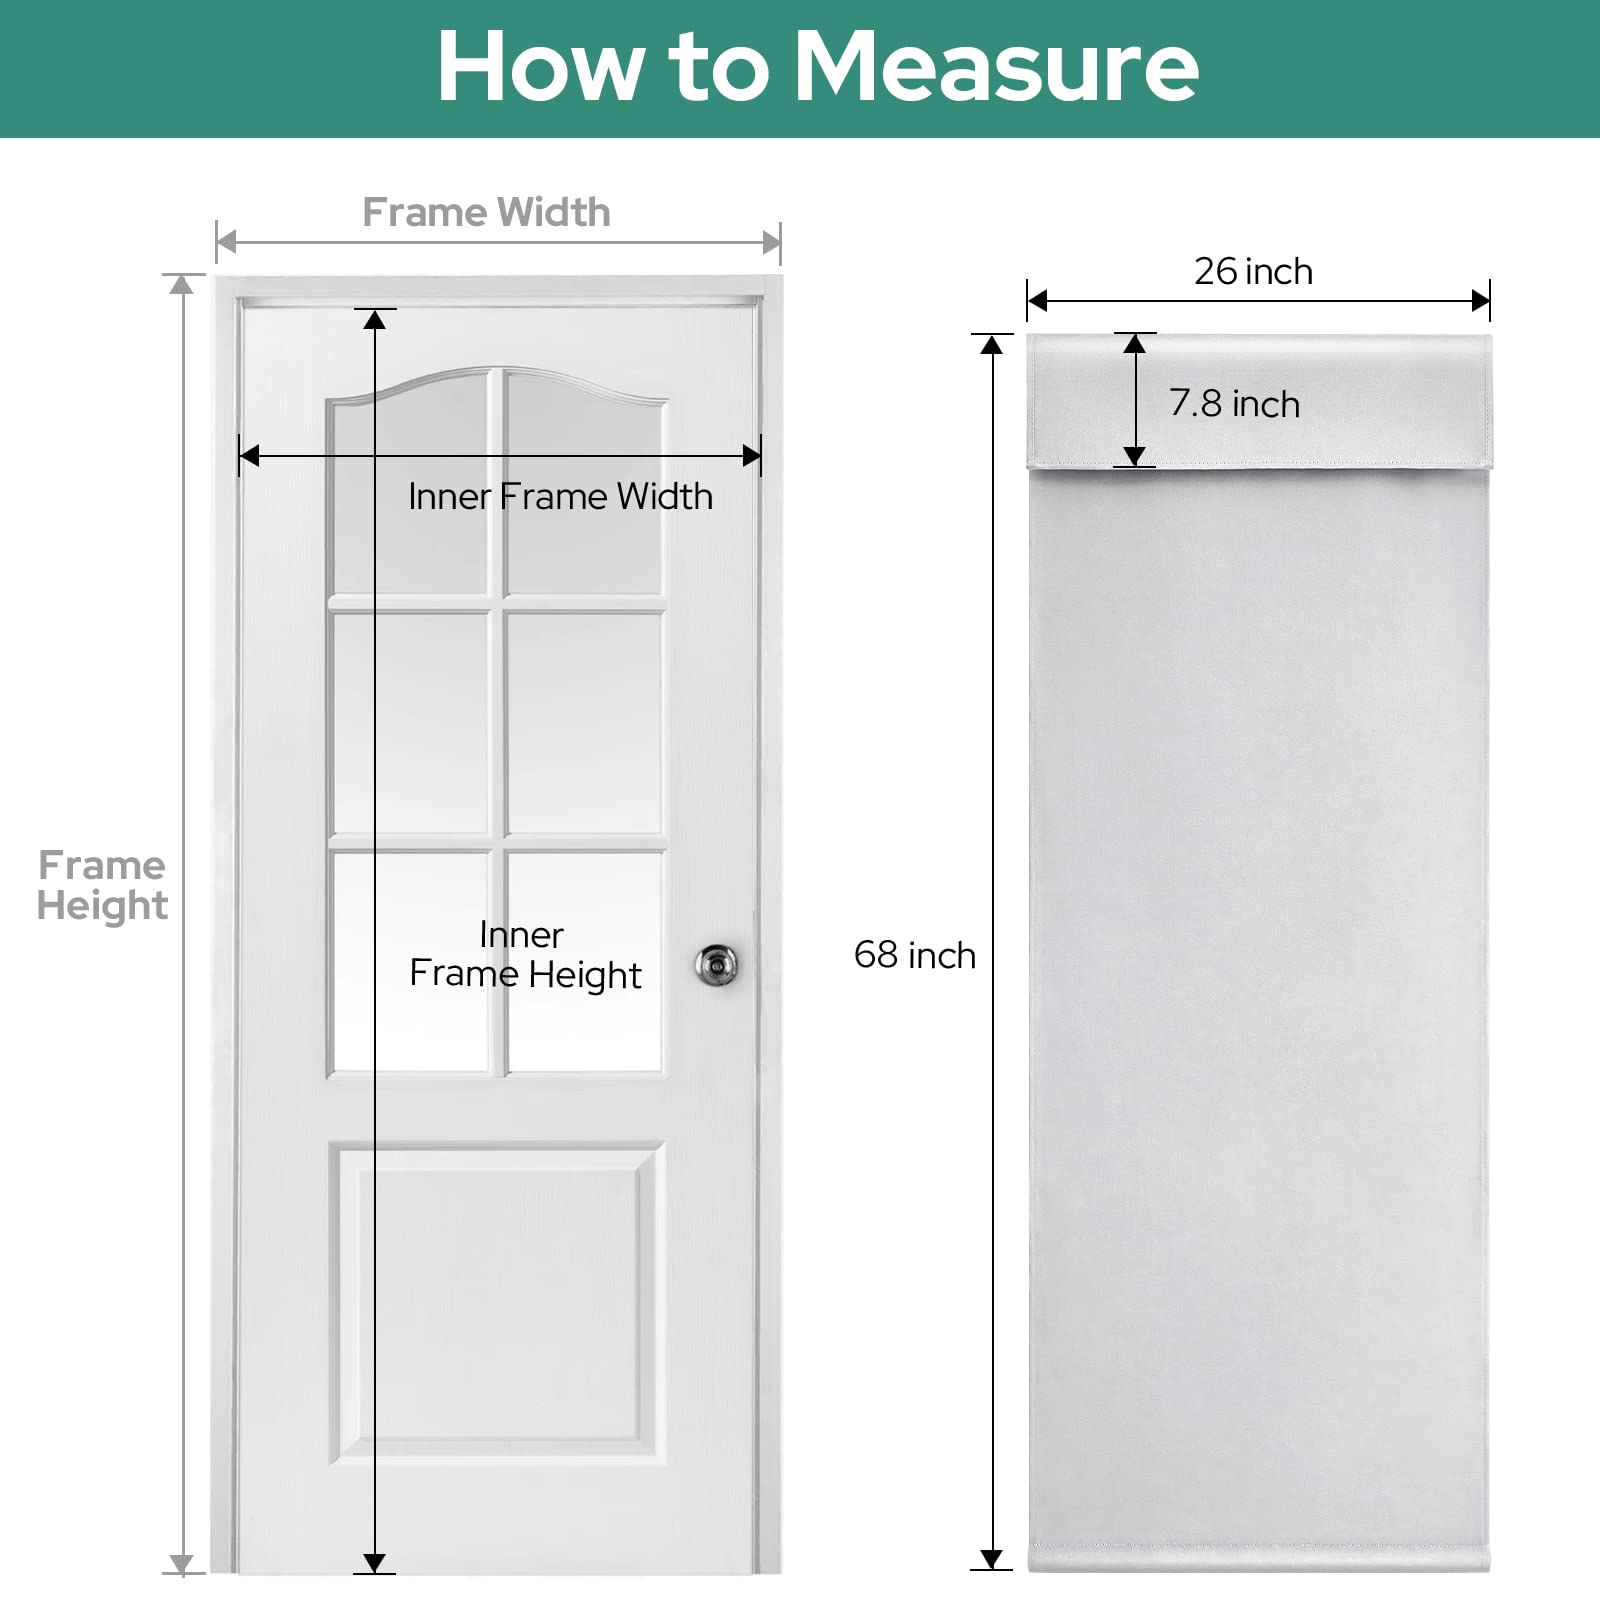 How to Measure
Frame Width
26 inch
7.8 inch
Inner Frame Width
Frame
Height
Inner
Frame Height
68 inch